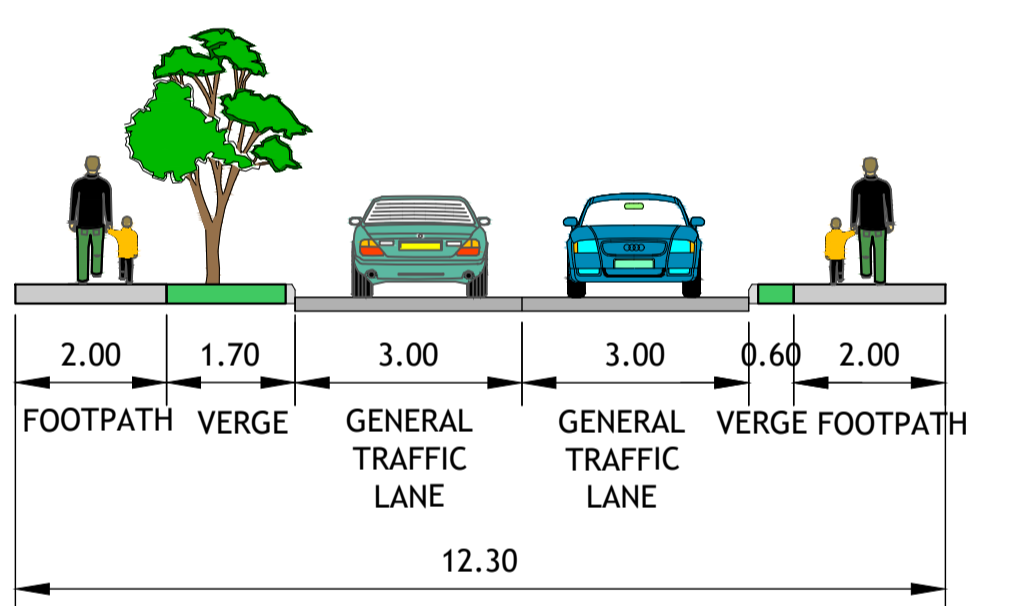 2.00 1.70 3.00 3.00 0.60 2.00
FOOTPATH VERGE GENERAL GENERAL VERGE FOOTPATH
TRAFFIC TRAFFIC
LANE LANE
12.30